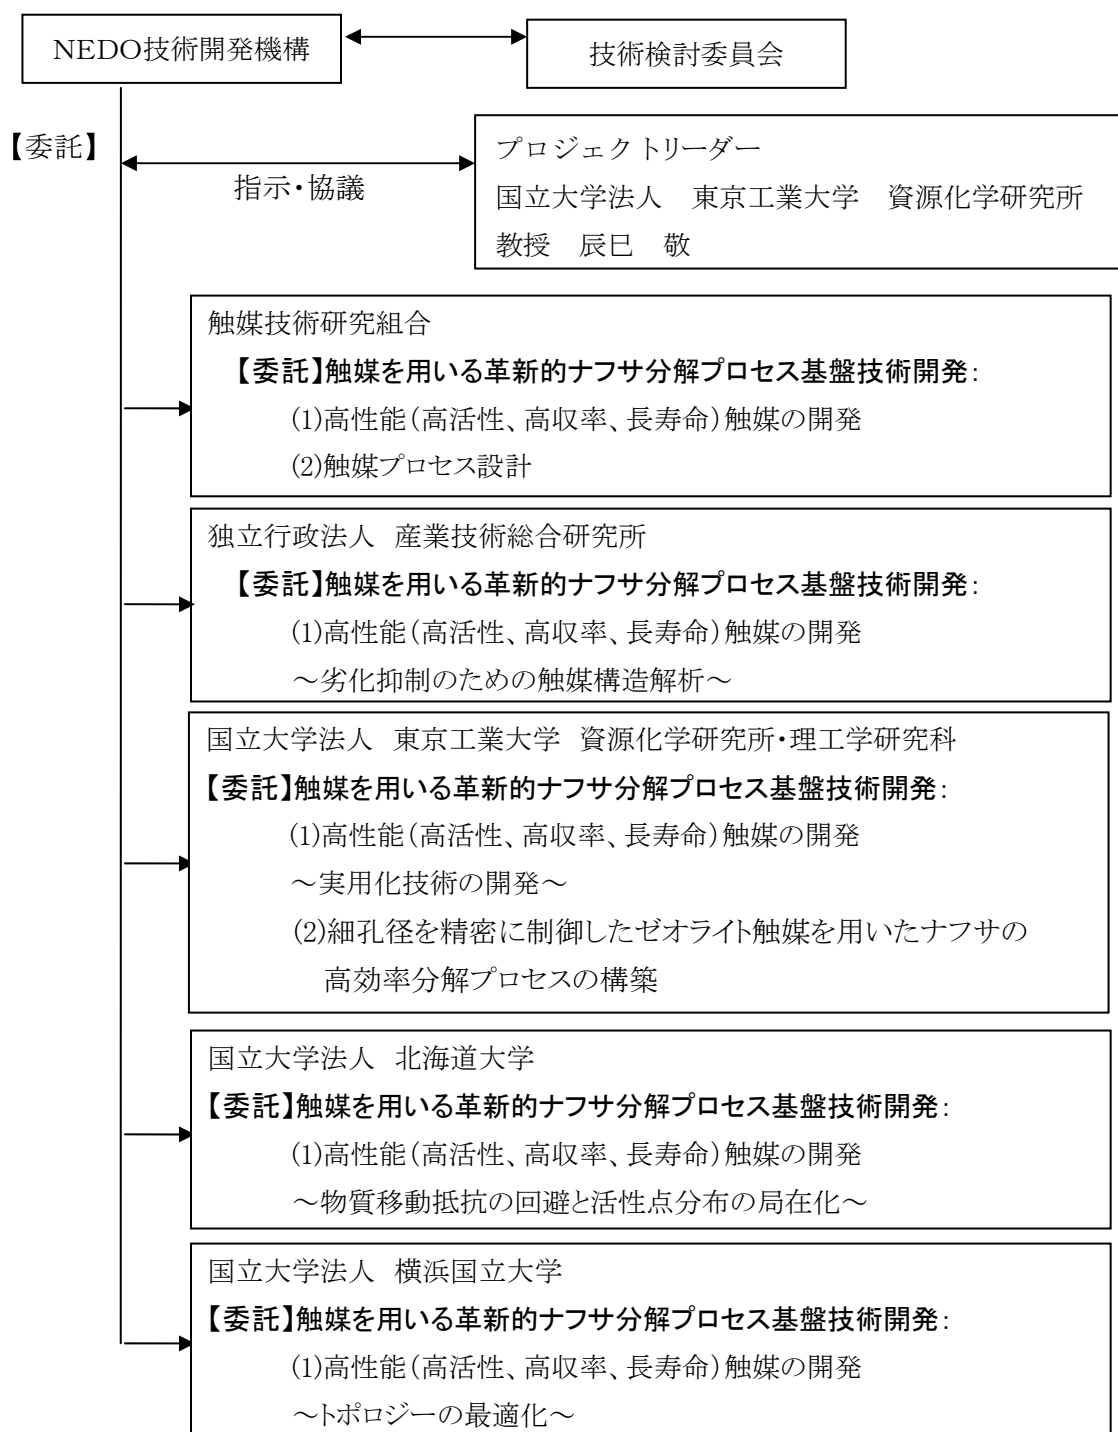 NEDO技術開発機構
技術検討委員会
【委託】
指示・協議
プロジェクトリーダー
国立大学法人　東京工業大学　資源化学研究所
教授　辰巳　敬
触媒技術研究組合
【委託】触媒を用いる革新的ナフサ分解プロセス基盤技術開発：
(1)高性能（高活性、高収率、長寿命）触媒の開発
(2)触媒プロセス設計
独立行政法人　産業技術総合研究所
【委託】触媒を用いる革新的ナフサ分解プロセス基盤技術開発：
(1)高性能（高活性、高収率、長寿命）触媒の開発
～劣化抑制のための触媒構造解析～
国立大学法人　東京工業大学　資源化学研究所・理工学研究科
【委託】触媒を用いる革新的ナフサ分解プロセス基盤技術開発：
(1)高性能（高活性、高収率、長寿命）触媒の開発
～実用化技術の開発～
(2)細孔径を精密に制御したゼオライト触媒を用いたナフサの
高効率分解プロセスの構築
国立大学法人　北海道大学
【委託】触媒を用いる革新的ナフサ分解プロセス基盤技術開発：
(1)高性能（高活性、高収率、長寿命）触媒の開発
～物質移動抵抗の回避と活性点分布の局在化～
国立大学法人　横浜国立大学
【委託】触媒を用いる革新的ナフサ分解プロセス基盤技術開発：
(1)高性能（高活性、高収率、長寿命）触媒の開発
～トポロジーの最適化～